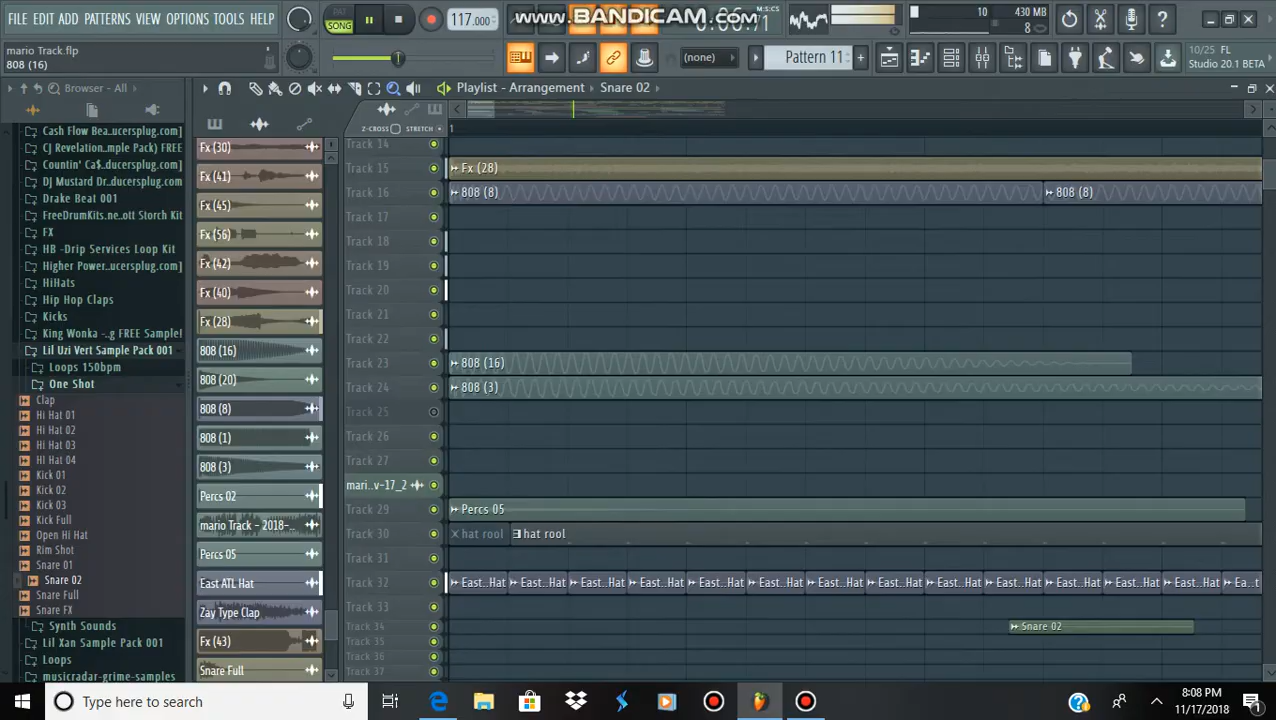 FILE EDIT ADD PATTERNS VIEW OPTIONS TOOLS HELP
PAT
SONG
117.000
www.BANDICAM.com
M:S:CS
10
430 MB
8
mario Track.flp
808 (16)
(none)
Pattern 11
10/25 FL
Studio 20.1 BETA
Browser - All
Playlist - Arrangement
Snare 02
Z-CROSS
STRETCH
1
Cash Flow Bea...ucersplug.com]
CJ Revelation...mple Pack) FREE
Countin' Ca$..ducersplug.com]
DJ Mustard Dr..ducersplug.com]
Drake Beat 001
FreeDrumKits.ne...ott Storch Kit
FX
HB -Drip Services Loop Kit
Higher Power...ucersplug.com]
HiHats
Hip Hop Claps
Kicks
King Wonka -..g FREE Sample!
Lil Uzi Vert Sample Pack 001
Loops 150bpm
One Shot
Clap
Hi Hat 01
Hi Hat 02
Hi Hat 03
Hi Hat 04
Kick 01
Kick 02
Kick 03
Kick Full
Open Hi Hat
Rim Shot
Snare 01
Snare 02
Snare Full
Snare FX
Synth Sounds
Lil Xan Sample Pack 001
Loops
musicradar-grime-samples
Fx (30)
Fx (41)
Fx (45)
Fx (56)
Fx (42)
Fx (40)
Fx (28)
808 (16)
808 (20)
808 (8)
808 (1)
808 (3)
Percs 02
mario Track - 2018-...
Percs 05
East ATL Hat
Zay Type Clap
Fx (43)
Snare Full
Track 14
Track 15
Fx (28)
Track 16
808 (8)
808 (8)
Track 17
Track 18
Track 19
Track 20
Track 21
Track 22
Track 23
808 (16)
Track 24
808 (3)
Track 25
Track 26
Track 27
mari..v-17_2
Track 29
Percs 05
Track 30
hat rool
hat rool
Track 31
Track 32
East..Hat East..Hat East..Hat East..Hat East..Hat East..Hat East..Hat East..Hat East..Hat East..Hat East..Hat East..Hat East..Hat Ea...t
Track 33
Track 34
Snare 02
Track 35
Track 36
Track 37
Type here to search
8:08 PM
11/17/2018
1